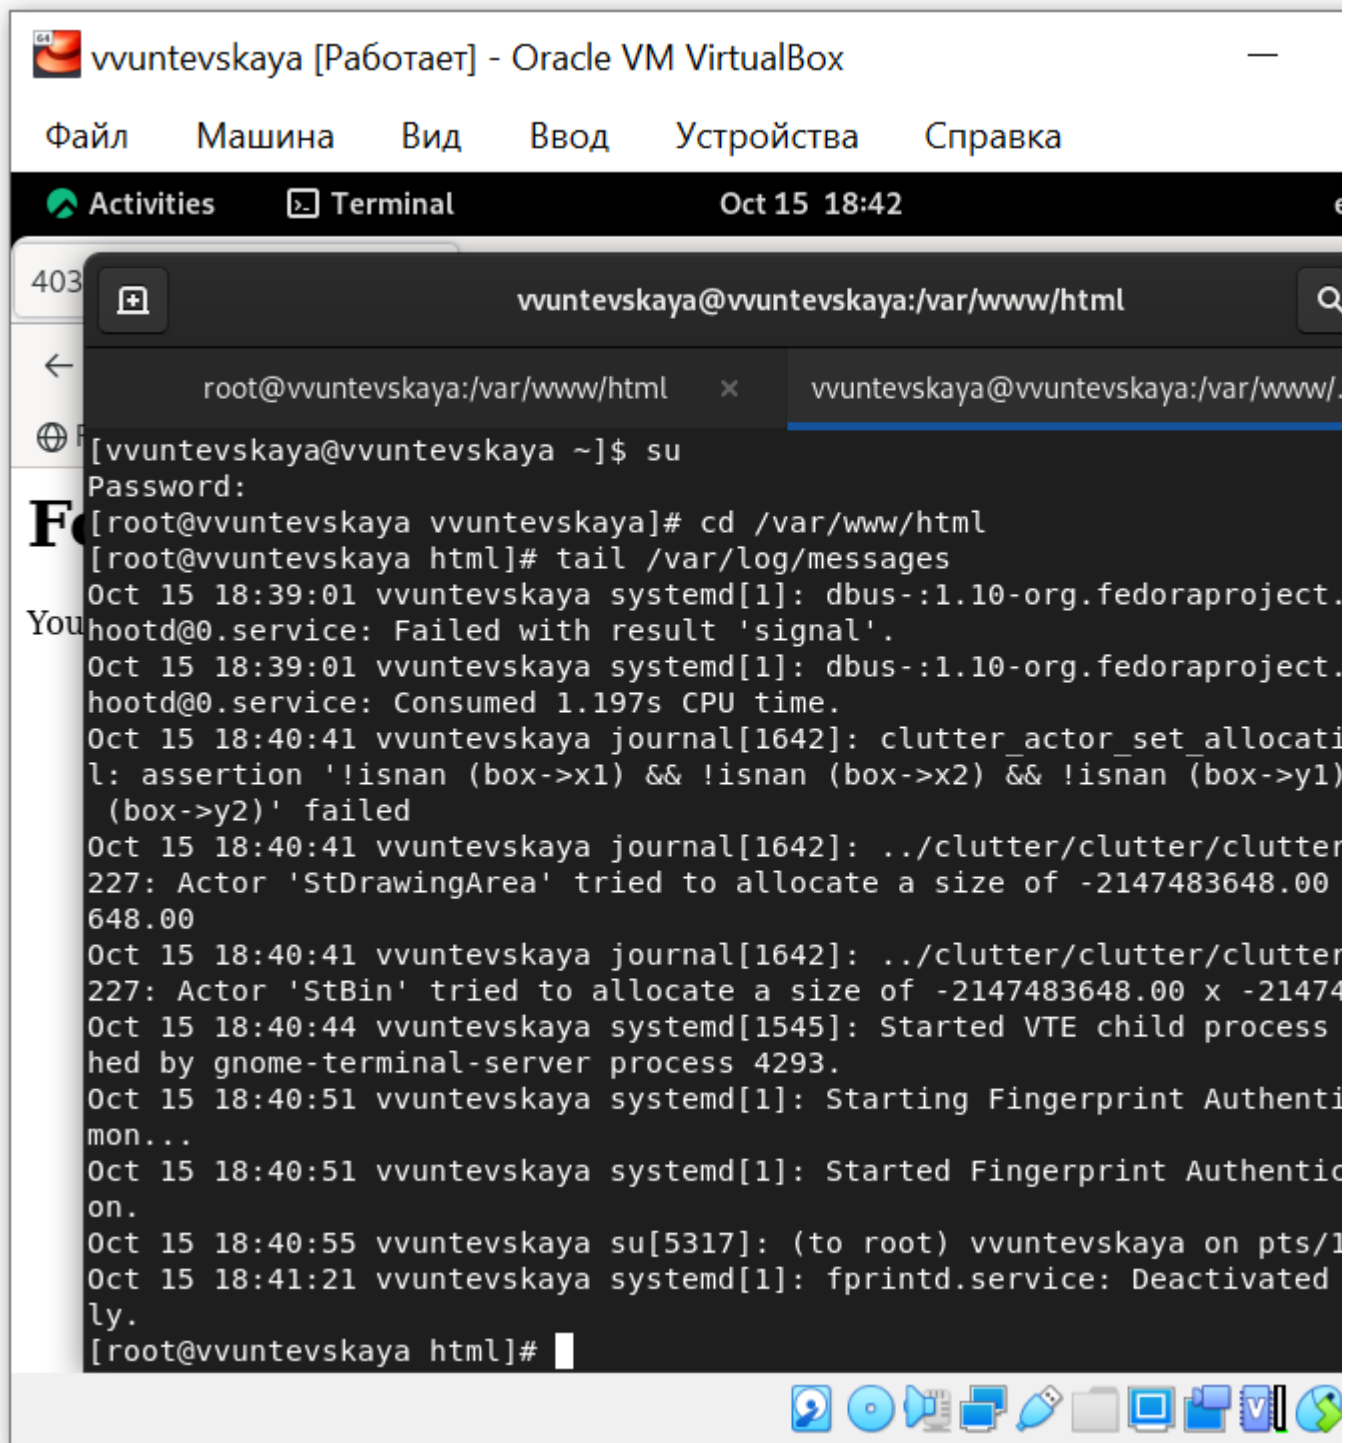 vvuntevskaya [Работает] - Oracle VM VirtualBox
Файл Машина Вид Ввод Устройства Справка
Activities Terminal Oct 15 18:42
403
vvuntevskaya@vvuntevskaya:/var/www/html
root@vvuntevskaya:/var/www/html × vvuntevskaya@vvuntevskaya:/var/www/.
[vvuntevskaya@vvuntevskaya ~]$ su
Password:
[root@vvuntevskaya vvuntevskaya]# cd /var/www/html
[root@vvuntevskaya html]# tail /var/log/messages
Oct 15 18:39:01 vvuntevskaya systemd[1]: dbus-:1.10-org.fedoraproject.
You
hootd@0.service: Failed with result 'signal'.
Oct 15 18:39:01 vvuntevskaya systemd[1]: dbus-:1.10-org.fedoraproject.
hootd@0.service: Consumed 1.197s CPU time.
Oct 15 18:40:41 vvuntevskaya journal[1642]: clutter_actor_set_allocati
l: assertion '!isnan (box->x1) && !isnan (box->x2) && !isnan (box->y1)
(box->y2)' failed
Oct 15 18:40:41 vvuntevskaya journal[1642]: ../clutter/clutter/clutter
227: Actor 'StDrawingArea' tried to allocate a size of -2147483648.00
648.00
Oct 15 18:40:41 vvuntevskaya journal[1642]: ../clutter/clutter/clutter
227: Actor 'StBin' tried to allocate a size of -2147483648.00 x -21474
Oct 15 18:40:44 vvuntevskaya systemd[1545]: Started VTE child process
hed by gnome-terminal-server process 4293.
Oct 15 18:40:51 vvuntevskaya systemd[1]: Starting Fingerprint Authenti
mon...
Oct 15 18:40:51 vvuntevskaya systemd[1]: Started Fingerprint Authentic
on.
Oct 15 18:40:55 vvuntevskaya su[5317]: (to root) vvuntevskaya on pts/1
Oct 15 18:41:21 vvuntevskaya systemd[1]: fprintd.service: Deactivated
ly.
[root@vvuntevskaya html]#